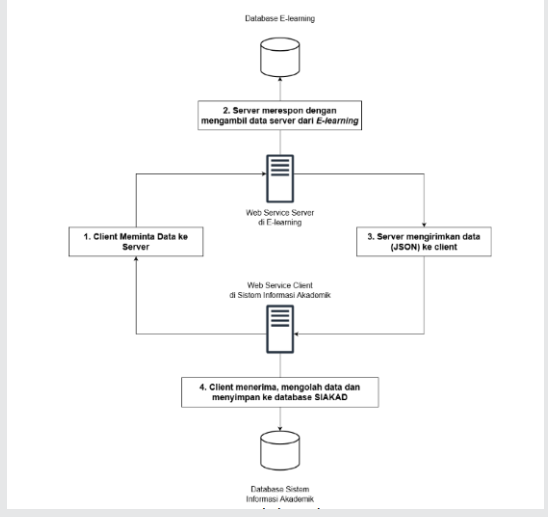 Database E-learning
2. Server merespon dengan
mengambil data server dari E-learning
Web Service Server
di E-learning
1. Client Meminta Data ke
Server
3. Server mengirimkan data
(JSON) ke client
Web Service Client
di Sistem Informasi Akademik
4. Client menerima, mengolah data dan
menyimpan ke database SIAKAD
Database Sistem
Informasi Akademik